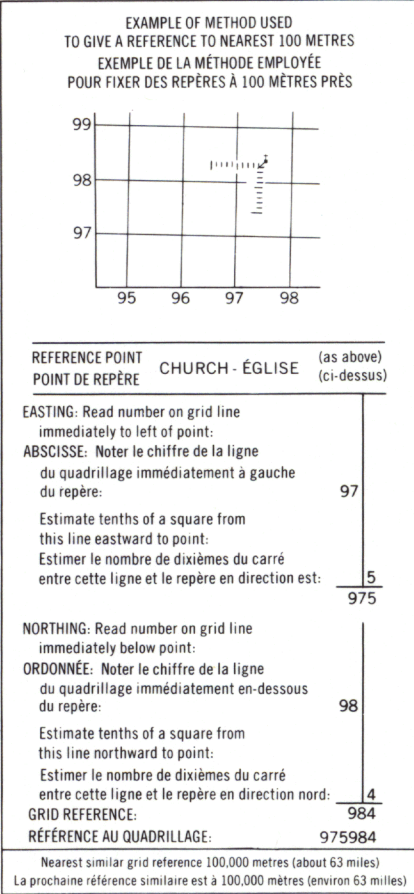 EXAMPLE OF METHOD USED
TO GIVE A REFERENCE TO NEAREST 100 METRES
EXEMPLE DE LA MÉTHODE EMPLOYÉE
POUR FIXER DES REPÈRES À 100 MÈTRES PRÈS
99
98
97
95 96 97 98
REFERENCE POINT
POINT DE REPÈRE
CHURCH - ÉGLISE
(as above)
(ci-dessus)
EASTING: Read number on grid line
immediately to left of point:
ABSCISSE: Noter le chiffre de la ligne
du quadrillage immédiatement à gauche
du repère: 97
Estimate tenths of a square from
this line eastward to point:
Estimer le nombre de dixièmes du carré
entre cette ligne et le repère en direction est: 5
975
NORTHING: Read number on grid line
immediately below point:
ORDONNÉE: Noter le chiffre de la ligne
du quadrillage immédiatement en-dessous
du repère: 98
Estimate tenths of a square from
this line northward to point:
Estimer le nombre de dixièmes du carré
entre cette ligne et le repère en direction nord: 4
GRID REFERENCE: 984
RÉFÉRENCE AU QUADRILLAGE: 975984
Nearest similar grid reference 100,000 metres (about 63 miles)
La prochaine référence similaire est à 100,000 mètres (environ 63 milles)